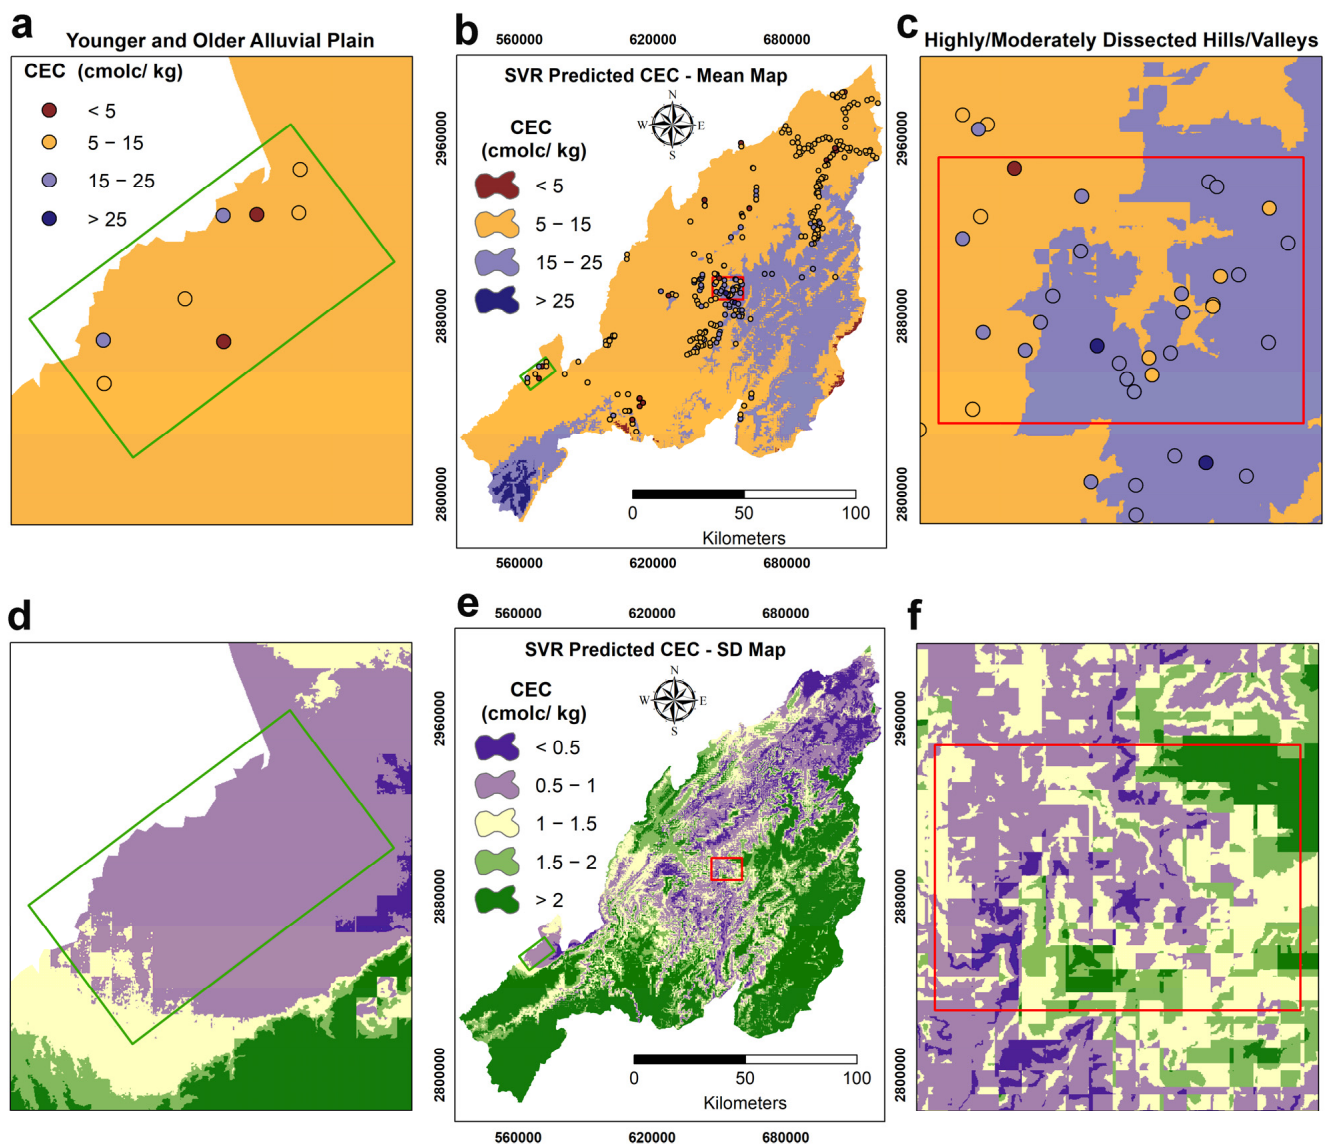 a
Younger and Older Alluvial Plain
CEC (cmolc/ kg)
< 5
5 – 15
15 – 25
> 25
b
560000 620000 680000
SVR Predicted CEC - Mean Map
N
W E
S
CEC
(cmolc/ kg)
< 5
5 – 15
15 – 25
> 25
2960000
2880000
2800000
0 50 100
Kilometers
560000 620000 680000
c
Highly/Moderately Dissected Hills/Valleys
2960000
2880000
2800000
d
e
560000 620000 680000
SVR Predicted CEC - SD Map
N
W E
S
CEC
(cmolc/ kg)
< 0.5
0.5 – 1
1 – 1.5
1.5 – 2
> 2
2960000
2880000
2800000
0 50 100
Kilometers
560000 620000 680000
f
2960000
2880000
2800000